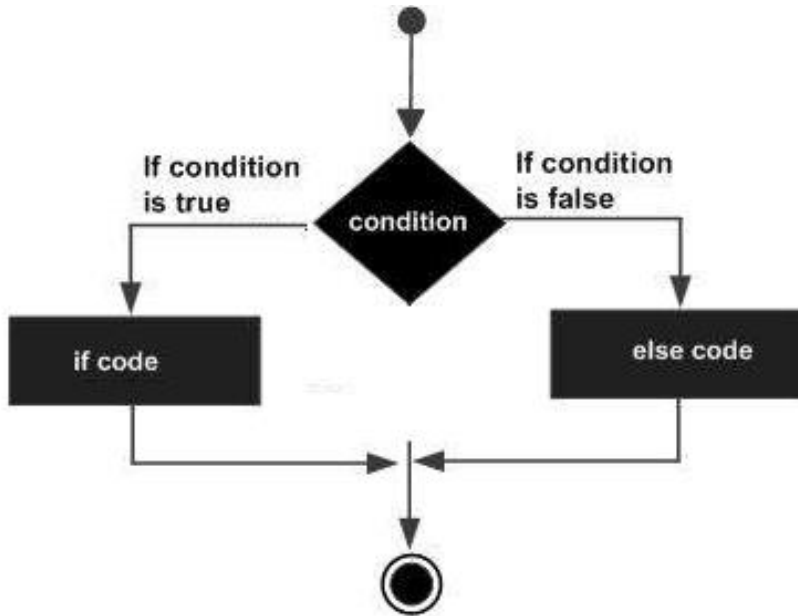 If condition
is true
If condition
is false
condition
if code
else code